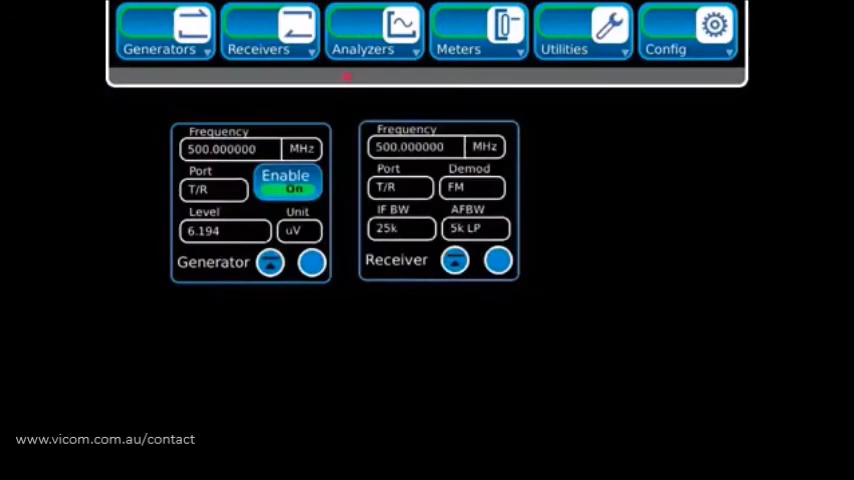 Generators
Receivers
Analyzers
Meters
Utilities
Config
Frequency
500.000000 MHz
Port
Enable
T/R
On
Level
Unit
6.194
uV
Generator
Frequency
500.000000 MHz
Port
Demod
T/R
FM
IF BW
AFBW
25k
5k LP
Receiver
www.vicom.com.au/contact